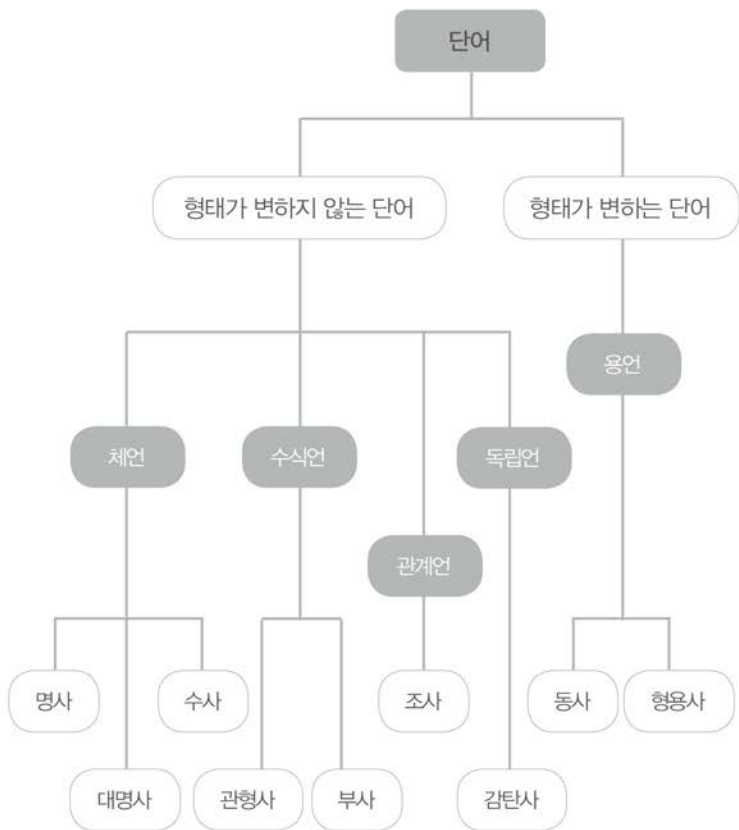 단어
형태가 변하지 않는 단어
형태가 변하는 단어
용언
체언
수식언
독립언
관계언
명사
수사
조사
동사
형용사
대명사
관형사
부사
감탄사